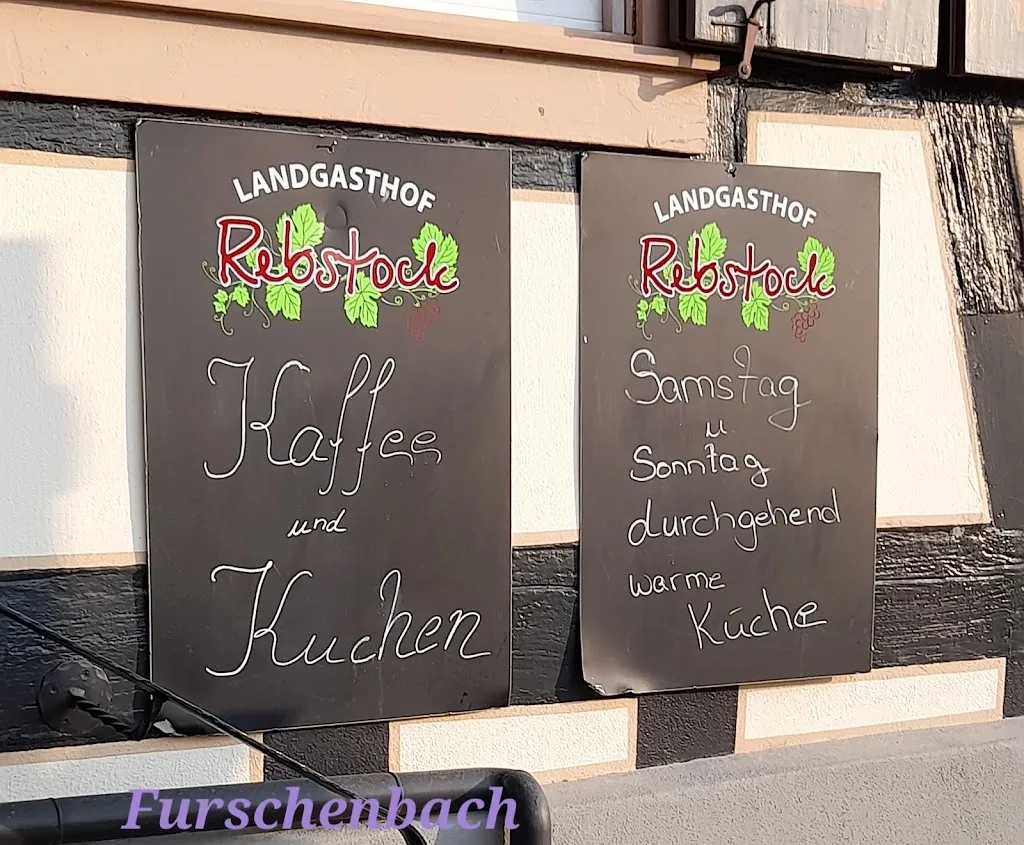 LANDGASTHOF
Rebstock
Kaffee
und
Kuchen
LANDGASTHOF
Rebstock
Samstag
u.
Sonntag
durchgehend
warme
Küche
Furschenbach